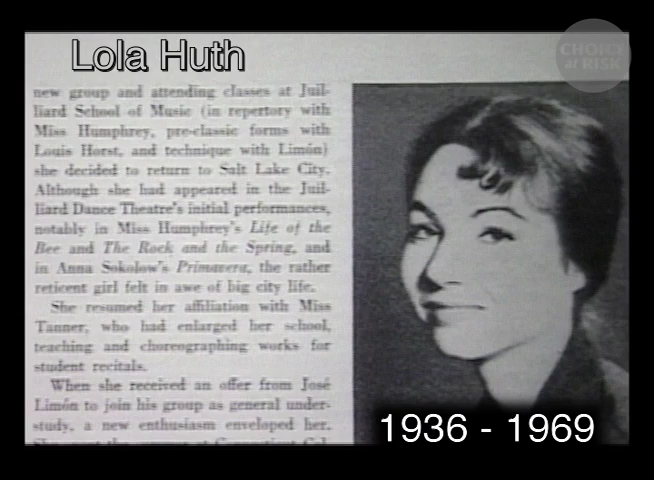 Lola Huth
CHOICE
at RISK
new group and attending classes at Juil-
liard School of Music (in repertory with
Miss Humphrey, pre-classic forms with
Louis Horst, and technique with Limón)
she decided to return to Salt Lake City.
Although she had appeared in the Juil-
liard Dance Theatre's initial performances,
notably in Miss Humphrey's Life of the
Bee and The Rock and the Spring, and
in Anna Sokolow's Primavera, the rather
reticent girl felt in awe of big city life.
She resumed her affiliation with Miss
Tanner, who had enlarged her school,
teaching and choreographing works for
student recitals.
When she received an offer from José
Limón to join his group as general under-
study, a new enthusiasm enveloped her.
1936 - 1969